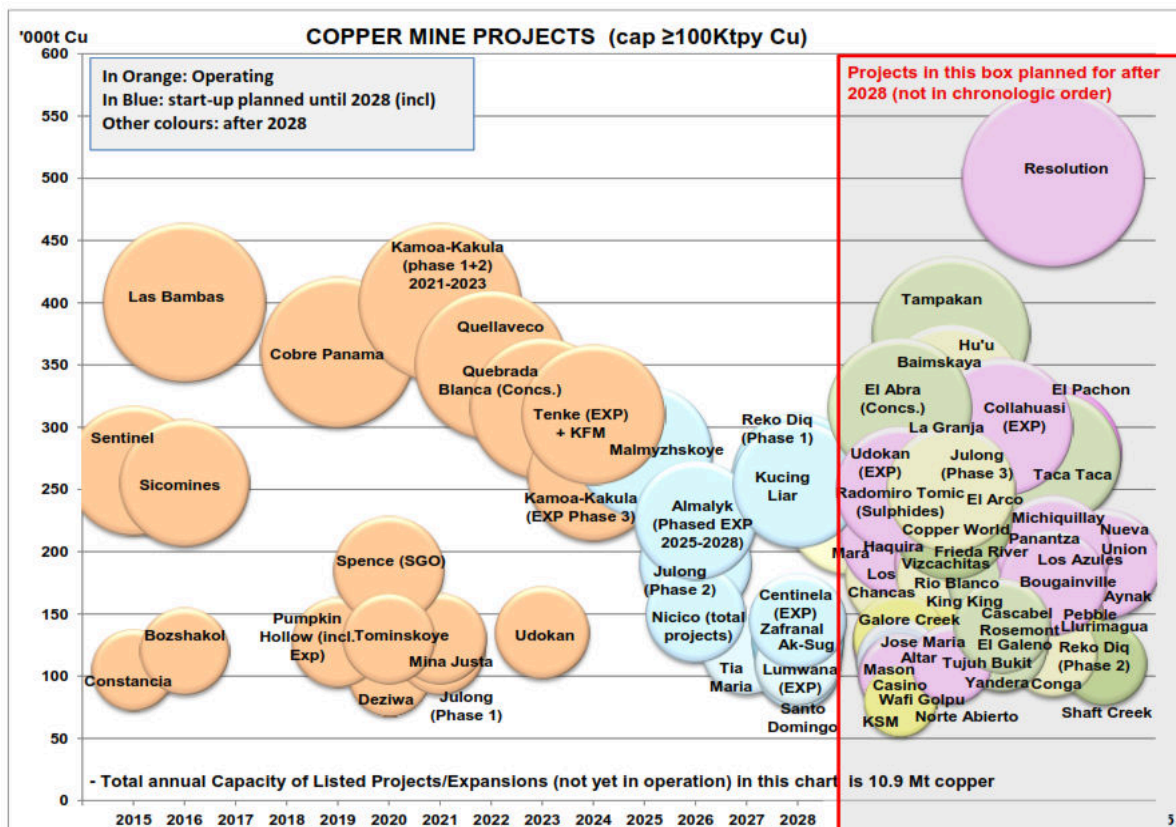 '000t Cu
COPPER MINE PROJECTS (cap ≥100Ktpy Cu)
600
550
500
450
400
350
300
250
200
150
100
50
0
In Orange: Operating
In Blue: start-up planned until 2028 (incl)
Other colours: after 2028
Projects in this box planned for after
2028 (not in chronologic order)
Resolution
Las Bambas
Kamoa-Kakula
(phase 1+2)
2021-2023
Cobre Panama
Quellaveco
Quebrada
Blanca (Concs.)
Tenke (EXP)
+ KFM
Sentinel
Sicomines
Malmyzhskoye
Kamoa-Kakula
(EXP Phase 3)
Reko Diq
(Phase 1)
Kucing
Liar
Almalyk
(Phased EXP
2025-2028)
Julong
(Phase 2)
Nicico (total
projects)
Spence (SGO)
Pumpkin
Hollow (incl.
Exp)
Tominskoye
Mina Justa
Deziwa
Julong
(Phase 1)
Udokan
Bozshakol
Constancia
Centinela
(EXP)
Zafranal
Ak-Sug
Lumwana
(EXP)
Tia
Maria
Santo
Domingo
Tampakan
Hu'u
Baimskaya
El Abra
(Concs.)
Collahuasi
(EXP)
El Pachon
La Granja
Udokan
(EXP)
Julong
(Phase 3)
Taca Taca
Radomiro Tomic
(Sulphides)
El Arco
Copper World
Michiquillay
Nueva
Union
Panantza
Mara
Haquira
Frieda River
Vizcachitas
Los Azules
Los
Chancas
Rio Blanco
Bougainville
Aynak
King King
Cascabel
Pebble
Galore Creek
Rosemont
Llurimagua
Jose Maria
El Galeno
Reko Diq
(Phase 2)
Altar
Tujuh Bukit
Mason
Casino
Yandera
Conga
Wafi Golpu
KSM
Norte Abierto
Shaft Creek
- Total annual Capacity of Listed Projects/Expansions (not yet in operation) in this chart is 10.9 Mt copper
2015 2016 2017 2018 2019 2020 2021 2022 2023 2024 2025 2026 2027 2028